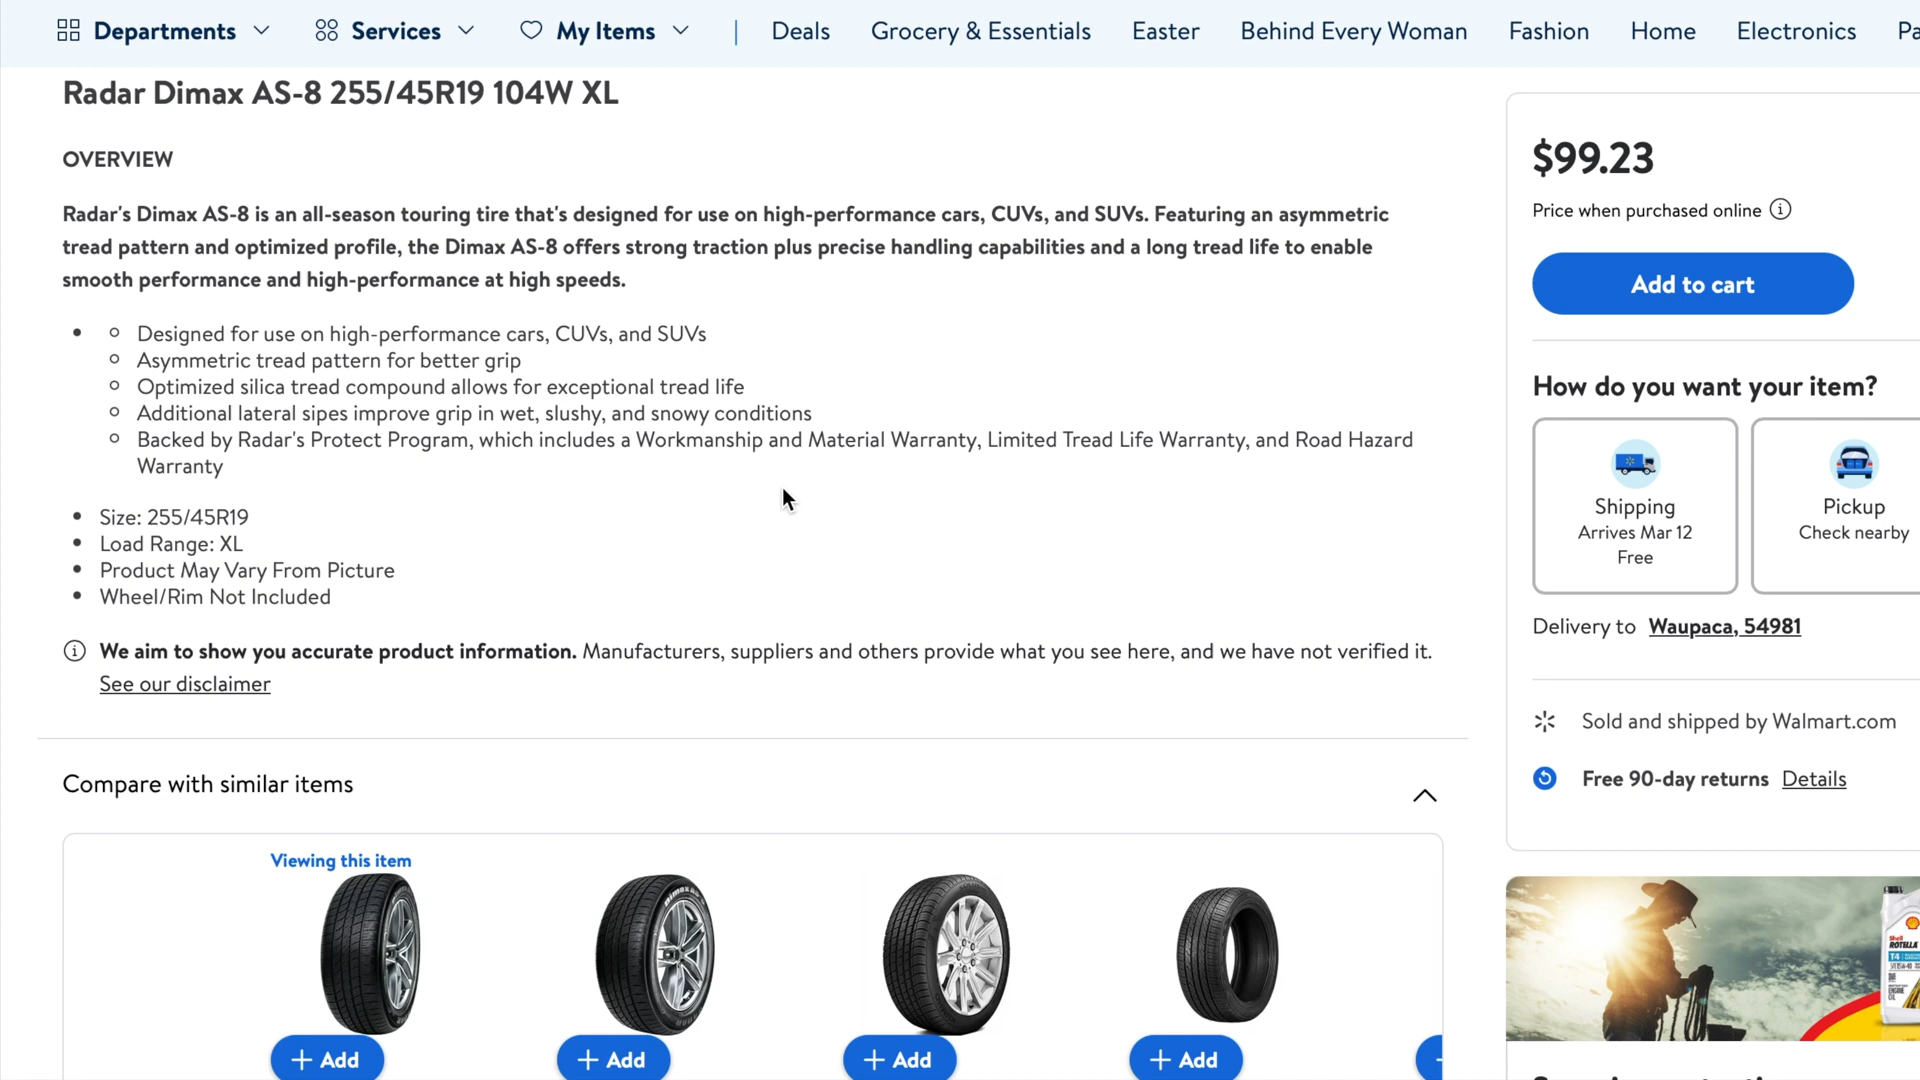 Departments Services My Items Deals Grocery & Essentials Easter Behind Every Woman Fashion Home Electronics Pa
Radar Dimax AS-8 255/45R19 104W XL
OVERVIEW
Radar's Dimax AS-8 is an all-season touring tire that's designed for use on high-performance cars, CUVs, and SUVs. Featuring an asymmetric
tread pattern and optimized profile, the Dimax AS-8 offers strong traction plus precise handling capabilities and a long tread life to enable
smooth performance and high-performance at high speeds.
Designed for use on high-performance cars, CUVs, and SUVs
Asymmetric tread pattern for better grip
Optimized silica tread compound allows for exceptional tread life
Additional lateral sipes improve grip in wet, slushy, and snowy conditions
Backed by Radar's Protect Program, which includes a Workmanship and Material Warranty, Limited Tread Life Warranty, and Road Hazard
Warranty
Size: 255/45R19
Load Range: XL
Product May Vary From Picture
Wheel/Rim Not Included
We aim to show you accurate product information. Manufacturers, suppliers and others provide what you see here, and we have not verified it.
See our disclaimer
Compare with similar items
Viewing this item
+ Add + Add + Add + Add
$99.23
Price when purchased online
Add to cart
How do you want your item?
Shipping
Arrives Mar 12
Free
Pickup
Check nearby
Delivery to Waupaca, 54981
Sold and shipped by Walmart.com
Free 90-day returns Details
Shell
ROTELLA
T4